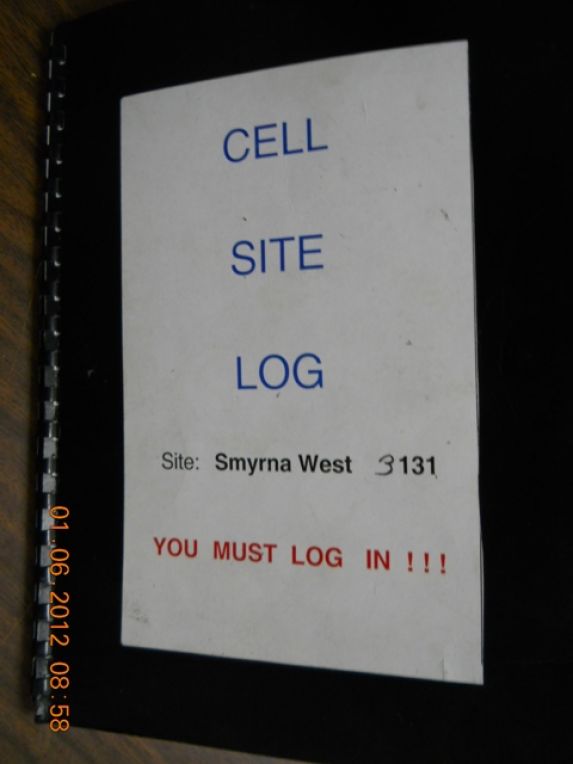 CELL
SITE
LOG
Site: Smyrna West 3131
YOU MUST LOG IN !!!
01.06.2012 08:58